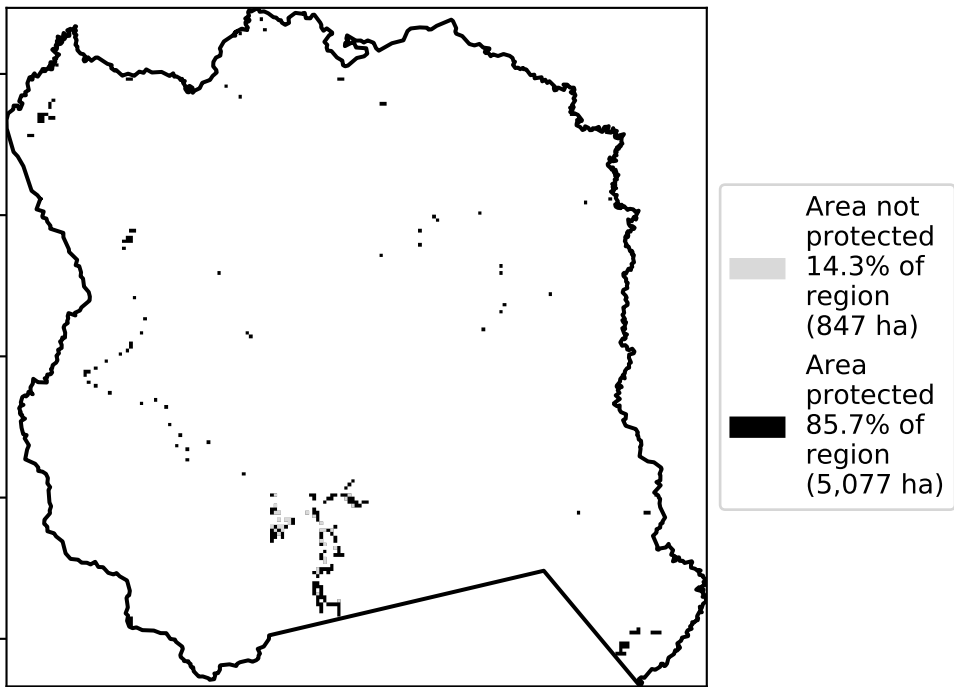 Area not
protected
14.3% of
region
(847 ha)
Area
protected
85.7% of
region
(5,077 ha)